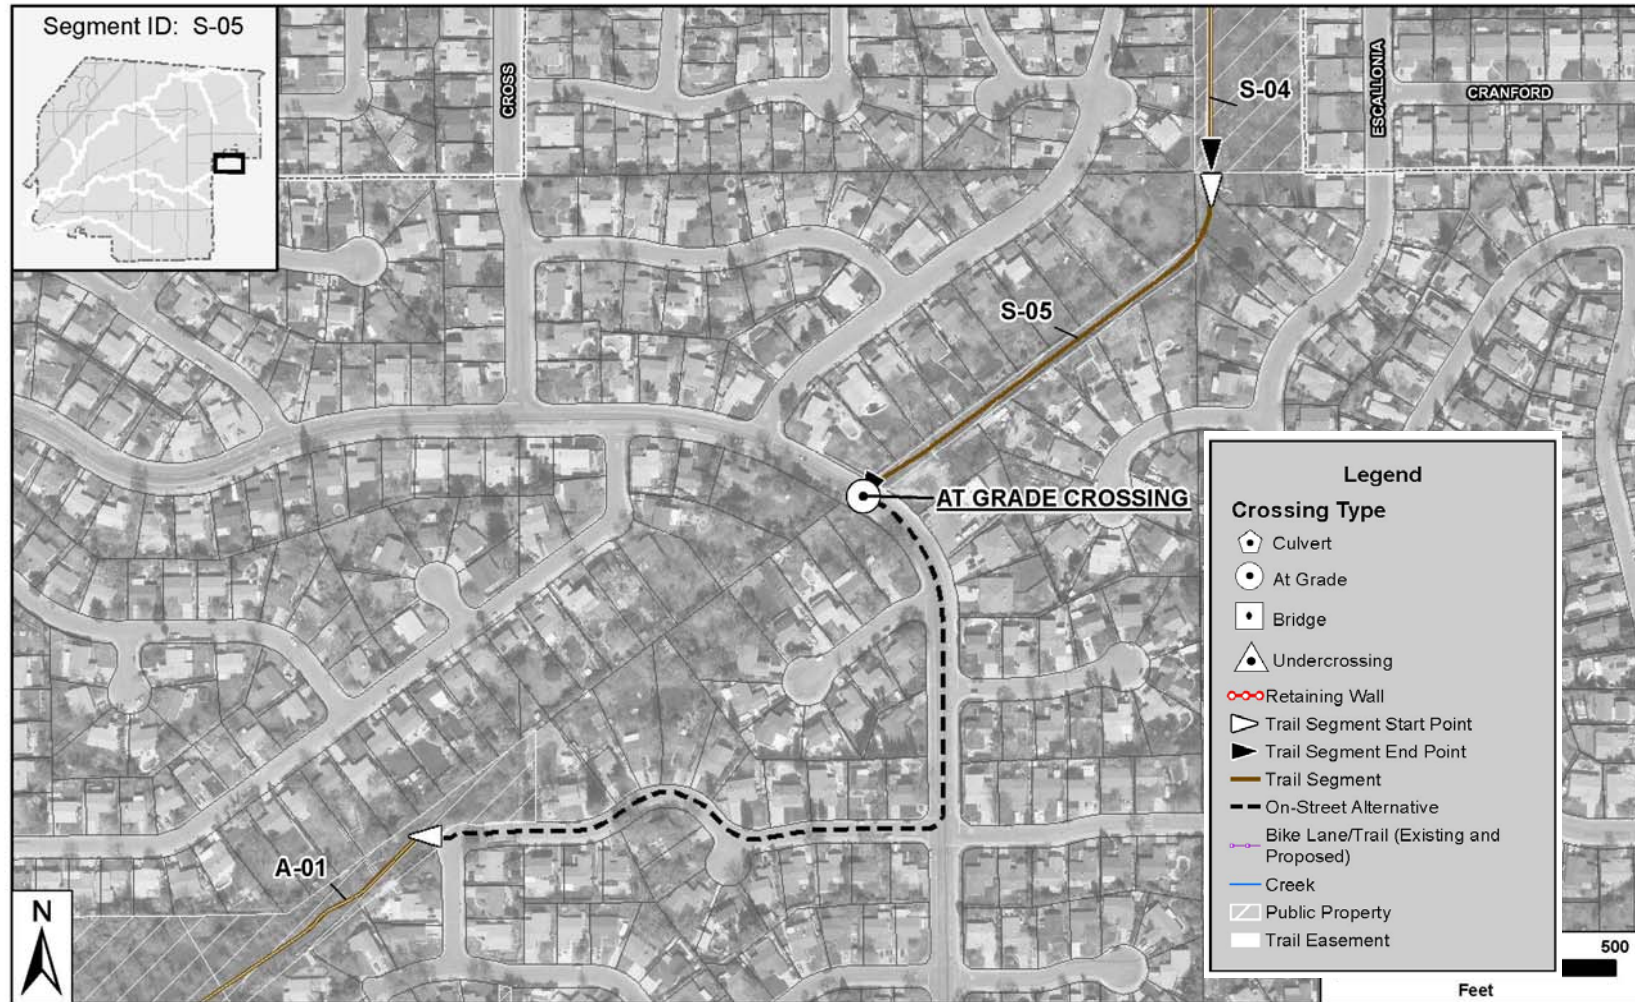 Segment ID: S-05
CROSS
S-04
ESCALLONIA
CRANFORD
S-05
AT GRADE CROSSING
A-01
N
Legend
Crossing Type
Culvert
At Grade
Bridge
Undercrossing
Retaining Wall
Trail Segment Start Point
Trail Segment End Point
Trail Segment
On-Street Alternative
Bike Lane/Trail (Existing and
Proposed)
Creek
Public Property
Trail Easement
500
Feet